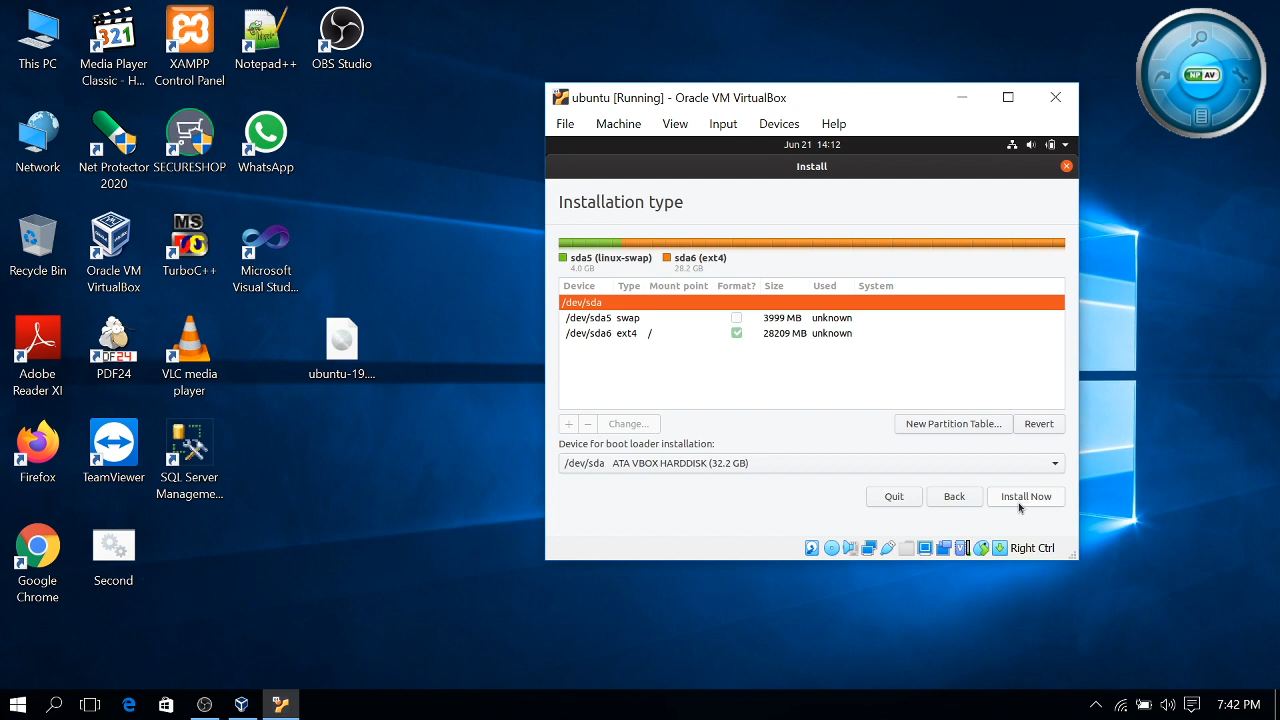 This PC
Media Player
Classic - H...
XAMPP
Control Panel
Notepad++
OBS Studio
Network
Net Protector
2020
SECURESHOP
WhatsApp
Recycle Bin
Oracle VM
VirtualBox
MS
TurboC++
Microsoft
Visual Studi...
Adobe
Reader XI
DF24
PDF24
VLC media
player
ubuntu-19....
Firefox
TeamViewer
SQL Server
Manageme...
Google
Chrome
Second
321
NP AV
ubuntu [Running] - Oracle VM VirtualBox
File Machine View Input Devices Help
Jun 21 14:12
Install
Installation type
sda5 (linux-swap) sda6 (ext4)
4.0 GB 28.2 GB
Device Type Mount point Format? Size Used System
/dev/sda
/dev/sda5 swap 3999 MB unknown
/dev/sda6 ext4 / 28209 MB unknown
+ − Change... New Partition Table... Revert
Device for boot loader installation:
/dev/sda ATA VBOX HARDDISK (32.2 GB)
Quit Back Install Now
Right Ctrl
7:42 PM